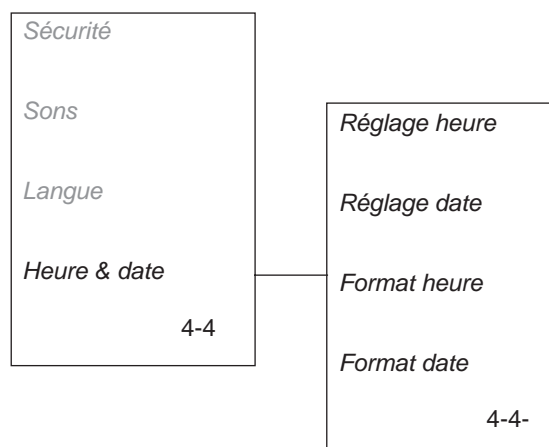 Sécurité
Sons
Langue
Heure & date
4-4
Réglage heure
Réglage date
Format heure
Format date
4-4-